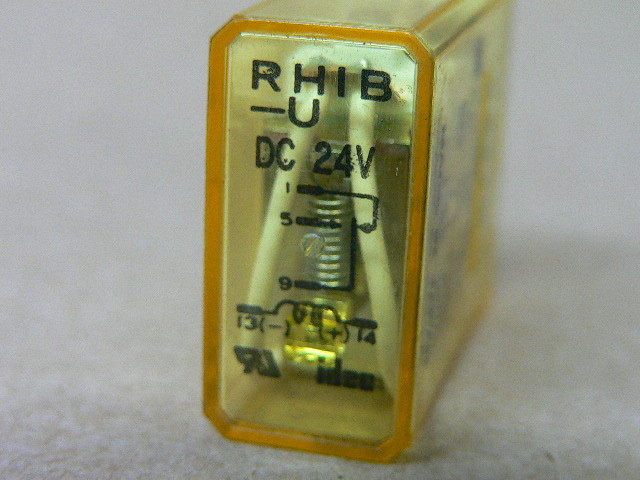 RHIB
-U
DC 24V
1
5
9
13(-) (+) 14
idec